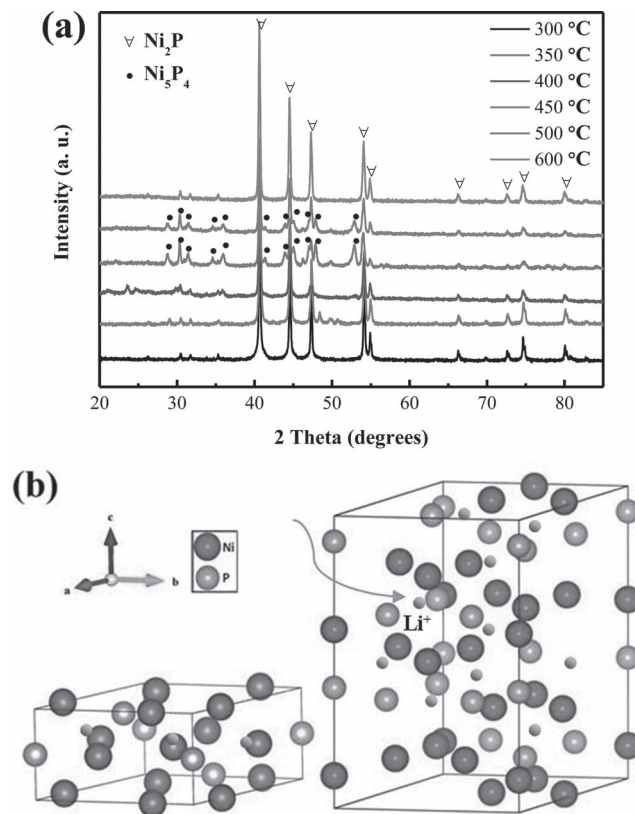 (a)
∀ Ni₂P
• Ni₅P₄
300 °C
350 °C
400 °C
450 °C
500 °C
600 °C
Intensity (a. u.)
20 30 40 50 60 70 80
2 Theta (degrees)
(b)
c
a
b
Ni
P
Li⁺